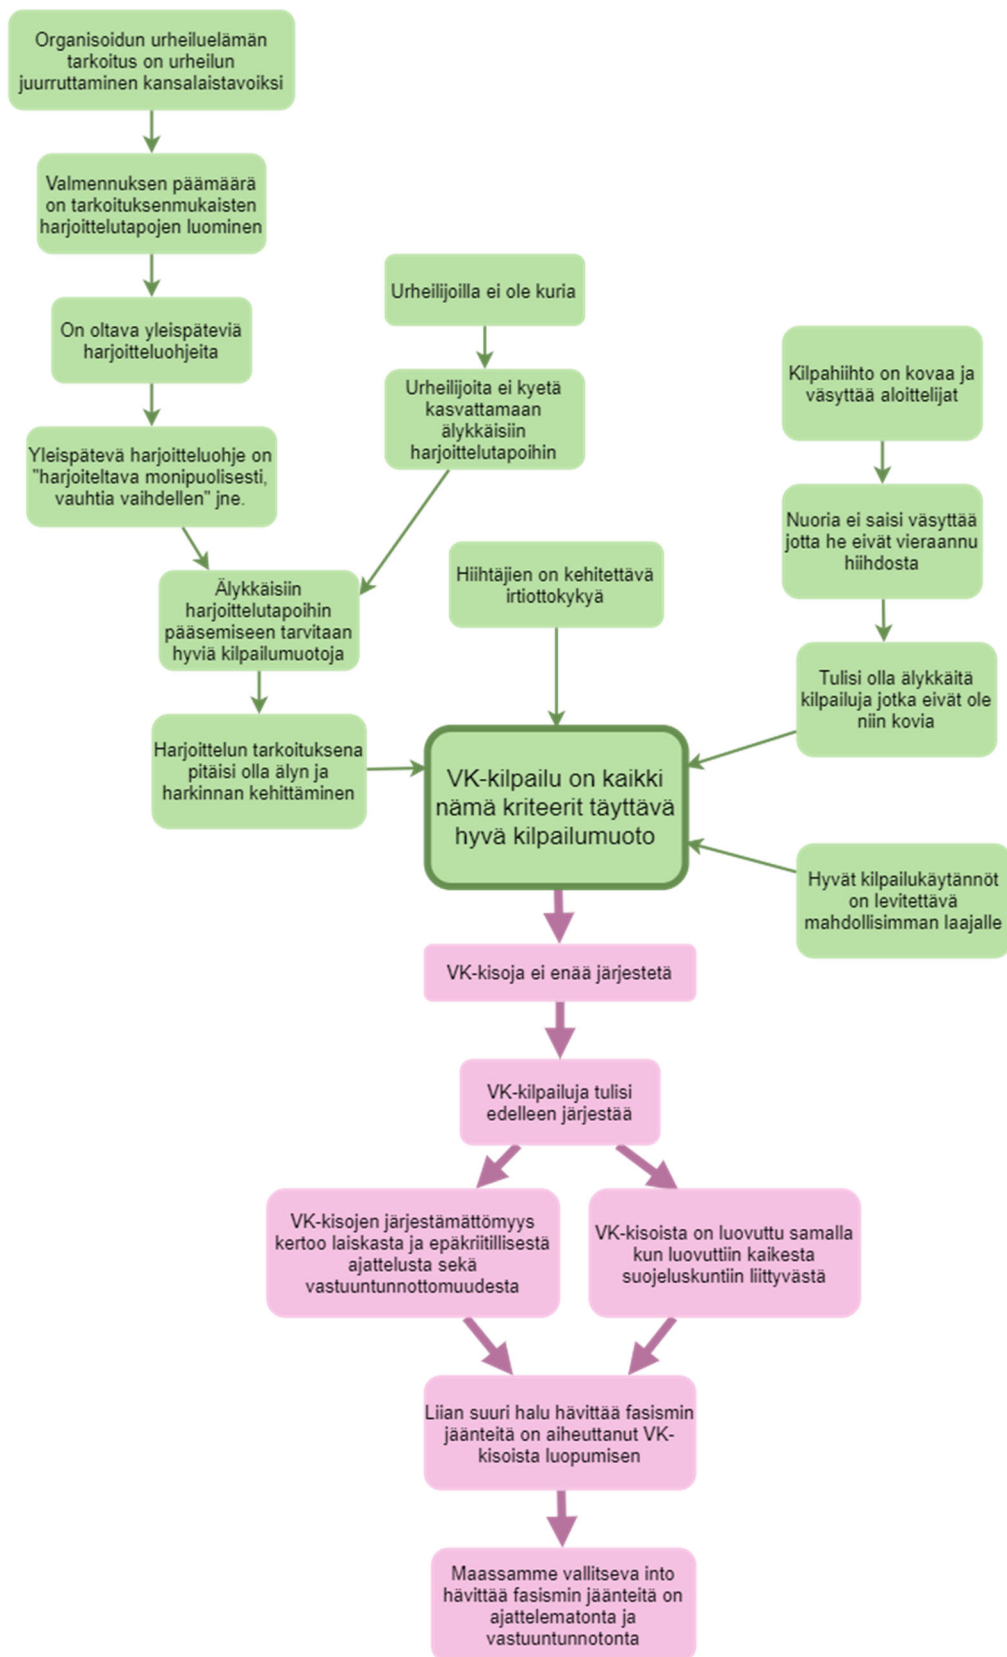 Organisoidun urheiluelämän
tarkoitus on urheilun
juurruttaminen kansalaistavoiksi
Valmennuksen päämäärä
on tarkoituksenmukaisten
harjoittelutapojen luominen
On oltava yleispäteviä
harjoitteluohjeita
Yleispätevä harjoitteluohje on
"harjoiteltava monipuolisesti,
vauhtia vaihdellen" jne.
Urheilijoilla ei ole kuria
Urheilijoita ei kyetä
kasvattamaan
älykkäisiin
harjoittelutapoihin
Älykkäisiin
harjoittelutapoihin
pääsemiseen tarvitaan
hyviä kilpailumuotoja
Harjoittelun tarkoituksena
pitäisi olla älyn ja
harkinnan kehittäminen
Hiihtäjien on kehitettävä
irtiottokykyä
Kilpahiihto on kovaa ja
väsyttää aloittelijat
Nuoria ei saisi väsyttää
jotta he eivät vieraannu
hiihdosta
Tulisi olla älykkäitä
kilpailuja jotka eivät ole
niin kovia
Hyvät kilpailukäytännöt
on levitettävä
mahdollisimman laajalle
VK-kilpailu on kaikki
nämä kriteerit täyttävä
hyvä kilpailumuoto
VK-kisoja ei enää järjestetä
VK-kilpailuja tulisi
edelleen järjestää
VK-kisojen järjestämättömyys
kertoo laiskasta ja epäkriitillisestä
ajattelusta sekä
vastuuntunnottomuudesta
VK-kisoista on luovuttu samalla
kun luovuttiin kaikesta
suojeluskuntiin liittyvästä
Liian suuri halu hävittää fasismin
jäänteitä on aiheuttanut VK-
kisoista luopumisen
Maassamme vallitseva into
hävittää fasismin jäänteitä on
ajattelematonta ja
vastuuntunnotonta